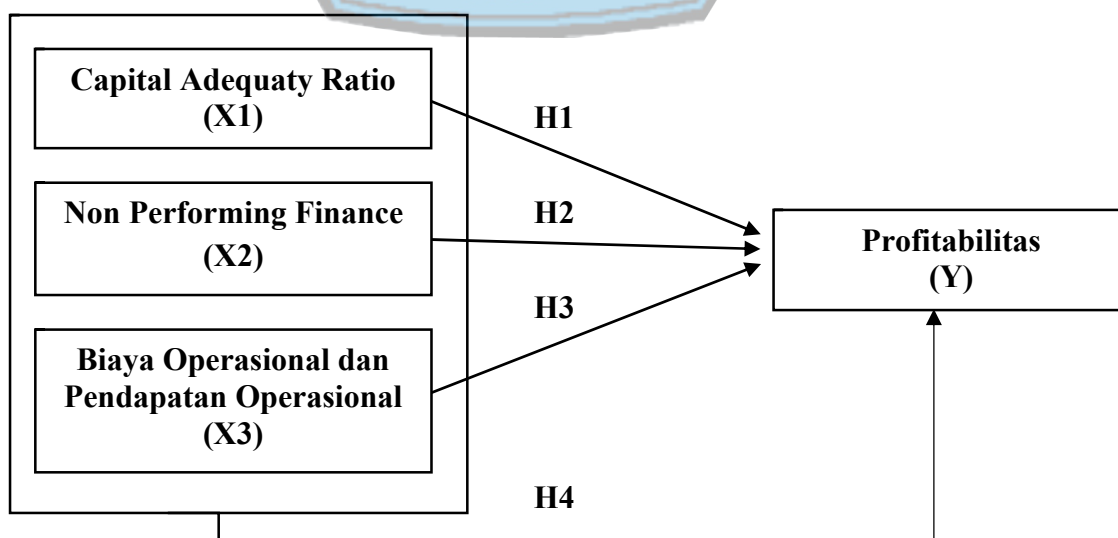 Capital Adequaty Ratio
(X1)
H1
Non Performing Finance
(X2)
H2
Profitabilitas
(Y)
H3
Biaya Operasional dan
Pendapatan Operasional
(X3)
H4